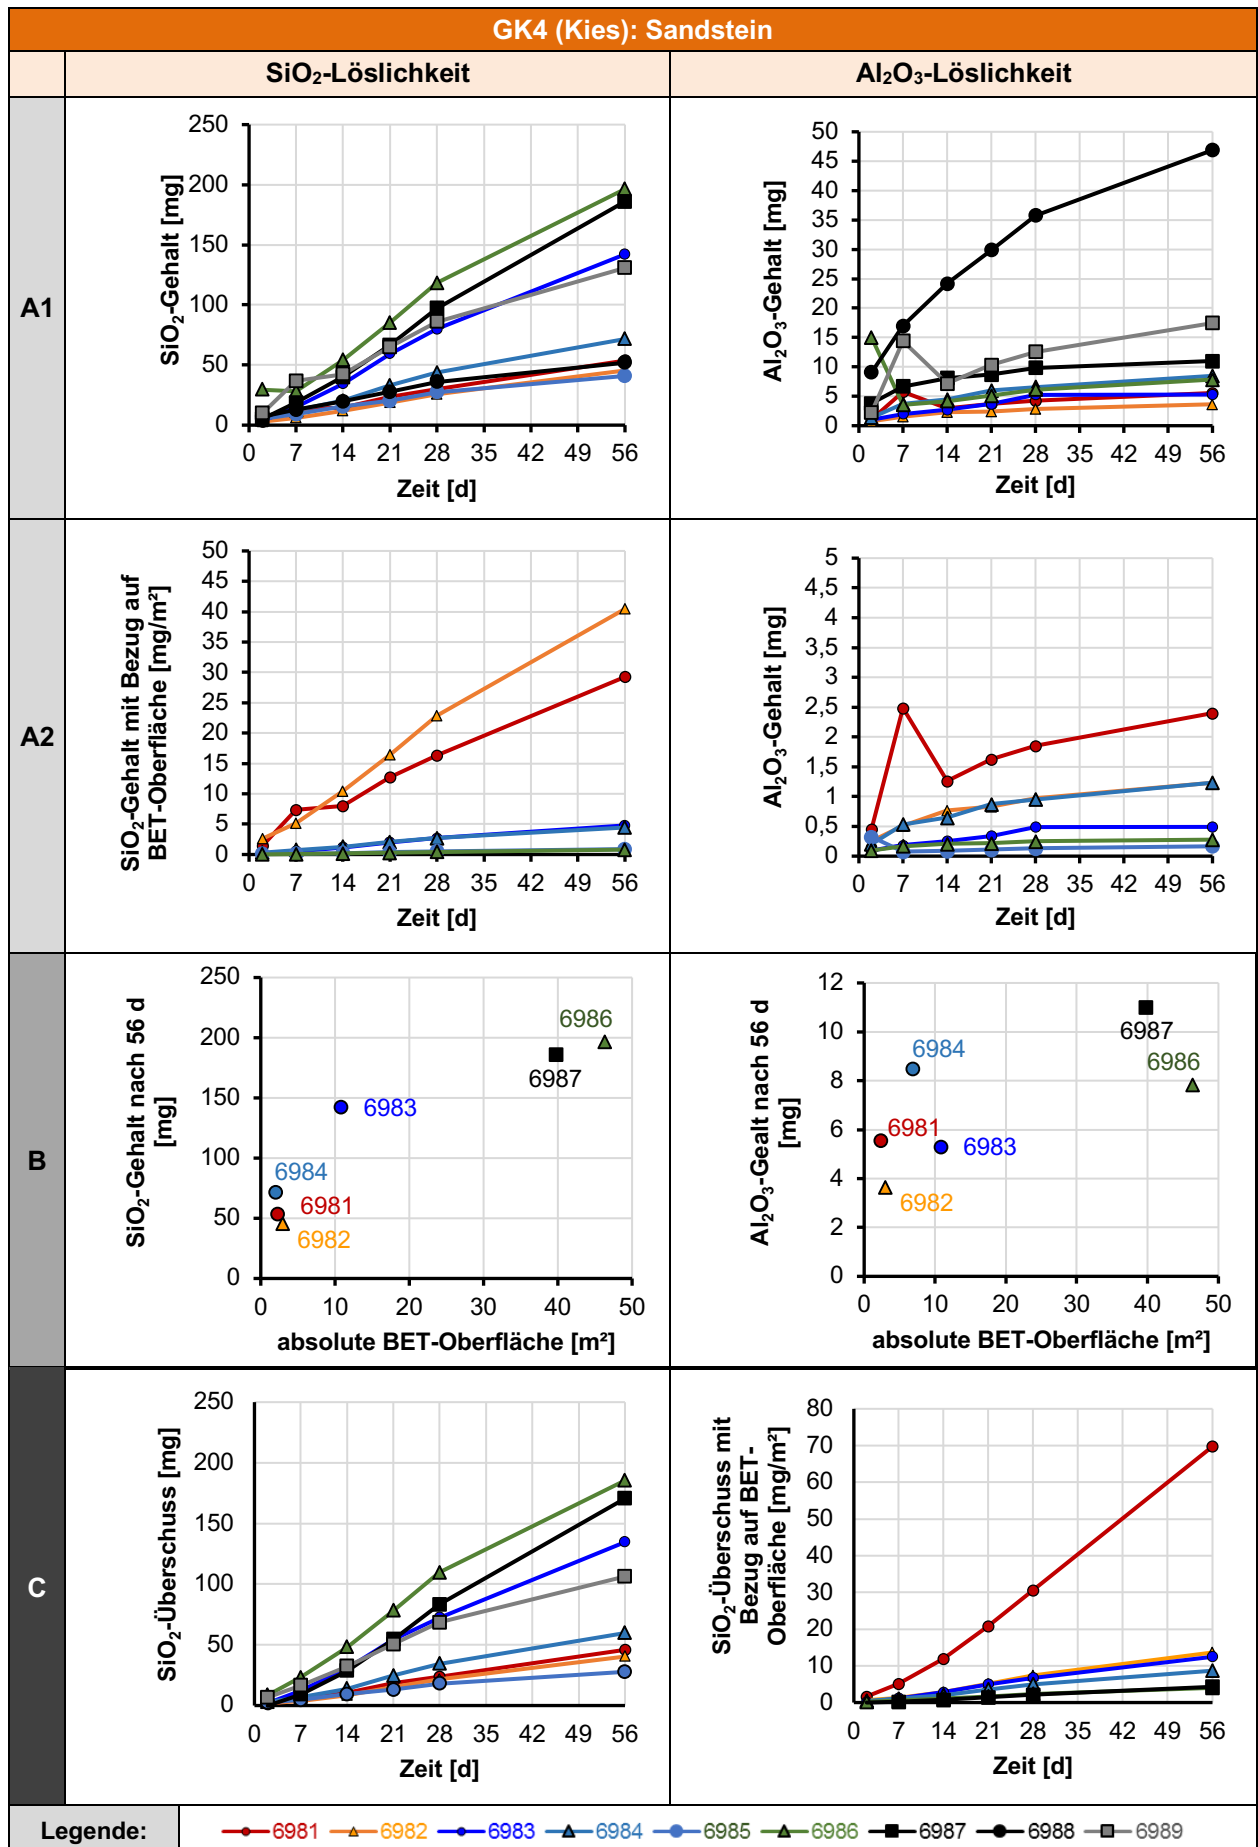 GK4 (Kies): Sandstein
SiO₂-Löslichkeit
Al₂O₃-Löslichkeit
A1
SiO₂-Gehalt [mg]
250
200
150
100
50
0
0 7 14 21 28 35 42 49 56
Zeit [d]
Al₂O₃-Gehalt [mg]
50
45
40
35
30
25
20
15
10
5
0
0 7 14 21 28 35 42 49 56
Zeit [d]
A2
SiO₂-Gehalt mit Bezug auf
BET-Oberfläche [mg/m²]
50
45
40
35
30
25
20
15
10
5
0
0 7 14 21 28 35 42 49 56
Zeit [d]
Al₂O₃-Gehalt [mg]
5
4,5
4
3,5
3
2,5
2
1,5
1
0,5
0
0 7 14 21 28 35 42 49 56
Zeit [d]
B
SiO₂-Gehalt nach 56 d
[mg]
250
200
150
100
50
0
6986
6987
6983
6984
6981
6982
0 10 20 30 40 50
absolute BET-Oberfläche [m²]
Al₂O₃-Gealt nach 56 d
[mg]
12
10
8
6
4
2
0
6987
6984
6986
6981
6983
6982
0 10 20 30 40 50
absolute BET-Oberfläche [m²]
C
SiO₂-Überschuss [mg]
250
200
150
100
50
0
0 7 14 21 28 35 42 49 56
Zeit [d]
SiO₂-Überschuss mit
Bezug auf BET-
Oberfläche [mg/m²]
80
70
60
50
40
30
20
10
0
0 7 14 21 28 35 42 49 56
Zeit [d]
Legende: 6981 6982 6983 6984 6985 6986 6987 6988 6989